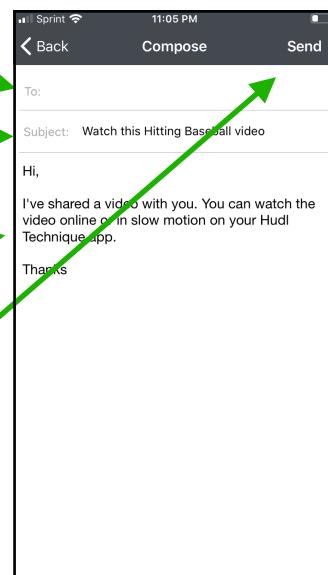 Sprint 11:05 PM
Back Compose Send
To:
Subject: Watch this Hitting Baseball video
Hi,
I've shared a video with you. You can watch the
video online or in slow motion on your Hudl
Technique app.
Thanks